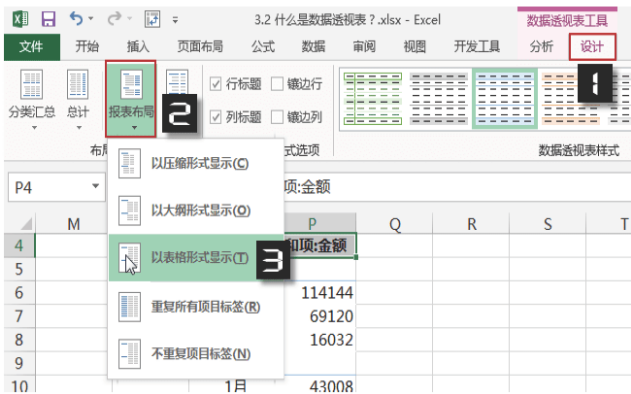 3.2 什么是数据透视表？.xlsx - Excel
数据透视表工具
文件 开始 插入 页面布局 公式 数据 审阅 视图 开发工具 分析 设计
1
分类汇总 总计 报表布局 2
行标题 镶边行
列标题 镶边列
式选项
数据透视表样式
以压缩形式显示(C)
以大纲形式显示(O)
以表格形式显示(T) 3
重复所有项目标签(R)
不重复项目标签(N)
P4 项:金额
M P Q R S T
4 和项:金额
5
6 114144
7 69120
8 16032
9
10 1月 43008